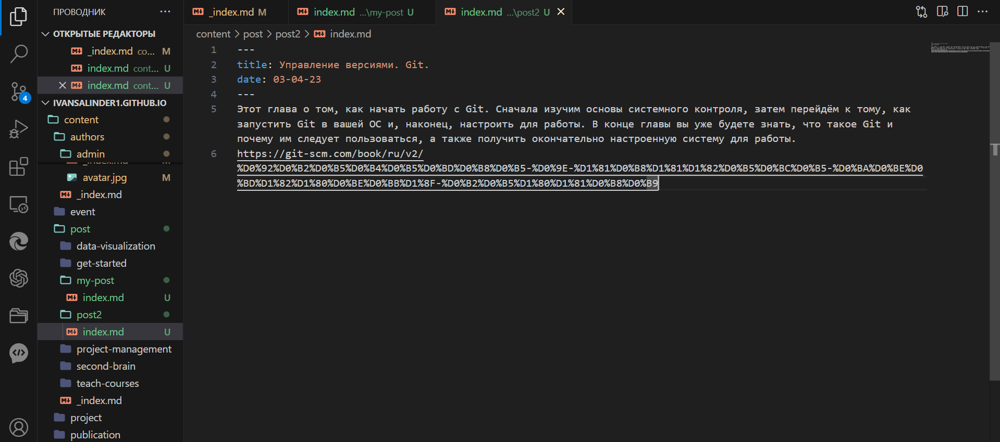 ПРОВОДНИК ···
ОТКРЫТЫЕ РЕДАКТОРЫ
_index.md co... M
index.md cont... U
index.md cont... U
4
IVANSALINDER1.GITHUB.IO
content
authors
admin
_index.md M
avatar.jpg M
_index.md
event
post
data-visualization
get-started
my-post
index.md U
post2
index.md U
project-management
second-brain
teach-courses
_index.md
project
publication
_index.md M
index.md ...\my-post U
index.md ...\post2 U
content > post > post2 > index.md
1 ---
2 title: Управление версиями. Git.
3 date: 03-04-23
4 ---
5 Этот глава о том, как начать работу с Git. Сначала изучим основы системного контроля, затем перейдём к тому, как
запустить Git в вашей ОС и, наконец, настроить для работы. В конце главы вы уже будете знать, что такое Git и
почему им следует пользоваться, а также получить окончательно настроенную систему для работы.
6 https://git-scm.com/book/ru/v2/
%D0%92%D0%B2%D0%B5%D0%B4%D0%B5%D0%BD%D0%B8%D0%B5-%D0%9E-%D1%81%D0%B8%D1%81%D1%82%D0%B5%D0%BC%D0%B5-%D0%BA%D0%BE%D0
%BD%D1%82%D1%80%D0%BE%D0%BB%D1%8F-%D0%B2%D0%B5%D1%80%D1%81%D0%B8%D0%B9